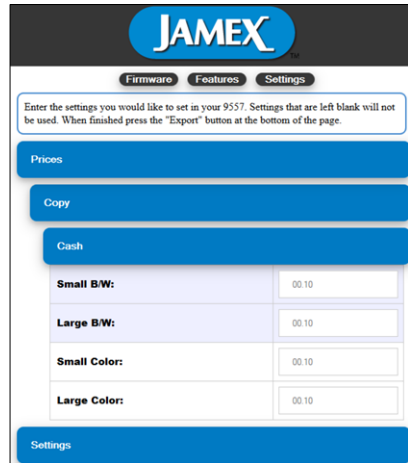 JAMEX
TM
Firmware Features Settings
Enter the settings you would like to set in your 9557. Settings that are left blank will not
be used. When finished press the "Export" button at the bottom of the page.
Prices
Copy
Cash
Small B/W: 00.10
Large B/W: 00.10
Small Color: 00.10
Large Color: 00.10
Settings